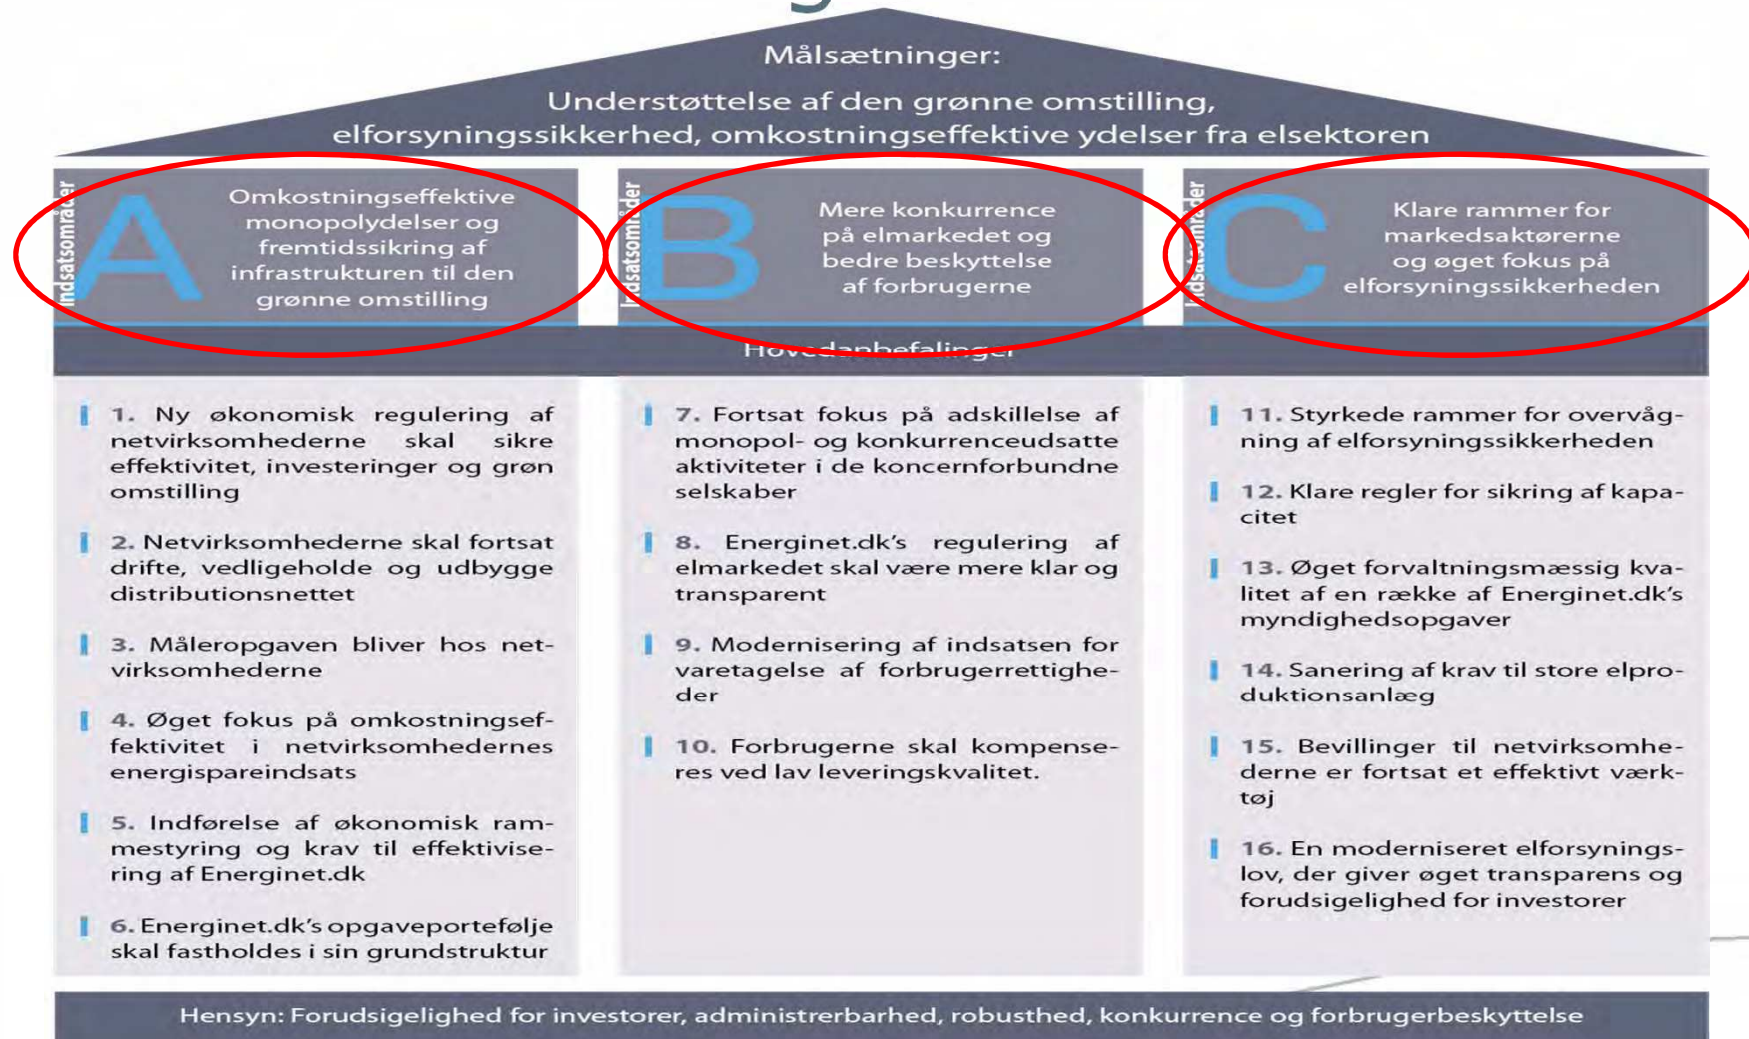 Målsætninger:
Understøttelse af den grønne omstilling,
elforsyningssikkerhed, omkostningseffektive ydelser fra elsektoren
Indsatsområder
A
Omkostningseffektive
monopolydelser og
fremtidssikring af
infrastrukturen til den
grønne omstilling
Indsatsområder
B
Mere konkurrence
på elmarkedet og
bedre beskyttelse
af forbrugerne
Indsatsområder
C
Klare rammer for
markedsaktørerne
og øget fokus på
elforsyningssikkerheden
Hovedanbefalinger
1. Ny økonomisk regulering af
netvirksomhederne skal sikre
effektivitet, investeringer og grøn
omstilling
2. Netvirksomhederne skal fortsat
drifte, vedligeholde og udbygge
distributionsnettet
3. Måleropgaven bliver hos net-
virksomhederne
4. Øget fokus på omkostningsef-
fektivitet i netvirksomhedernes
energispareindsats
5. Indførelse af økonomisk ram-
mestyring og krav til effektivise-
ring af Energinet.dk
6. Energinet.dk's opgaveportefølje
skal fastholdes i sin grundstruktur
7. Fortsat fokus på adskillelse af
monopol- og konkurrenceudsatte
aktiviteter i de koncernforbundne
selskaber
8. Energinet.dk's regulering af
elmarkedet skal være mere klar og
transparent
9. Modernisering af indsatsen for
varetagelse af forbrugerrettighe-
der
10. Forbrugerne skal kompense-
res ved lav leveringskvalitet.
11. Styrkede rammer for overvåg-
ning af elforsyningssikkerheden
12. Klare regler for sikring af kapa-
citet
13. Øget forvaltningsmæssig kva-
litet af en række af Energinet.dk's
myndighedsopgaver
14. Sanering af krav til store elpro-
duktionsanlæg
15. Bevillinger til netvirksomhe-
derne er fortsat et effektivt værk-
tøj
16. En moderniseret elforsynings-
lov, der giver øget transparens og
forudsigelighed for investorer
Hensyn: Forudsigelighed for investorer, administrerbarhed, robusthed, konkurrence og forbrugerbeskyttelse